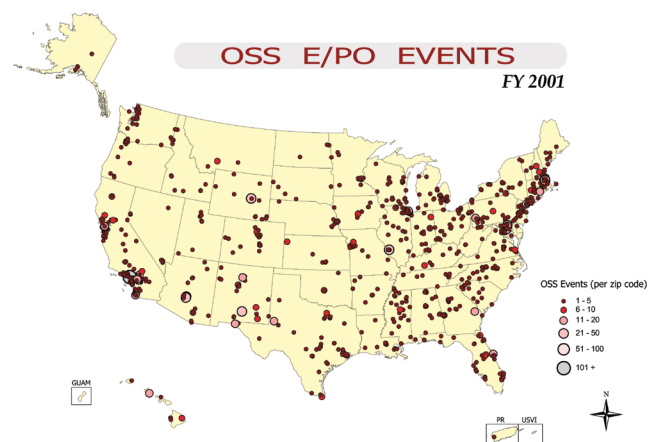 OSS E/PO EVENTS
FY 2001
OSS Events (per zip code)
1 - 5
6 - 10
11 - 20
21 - 50
51 - 100
101 +
GUAM
PR USVI
N